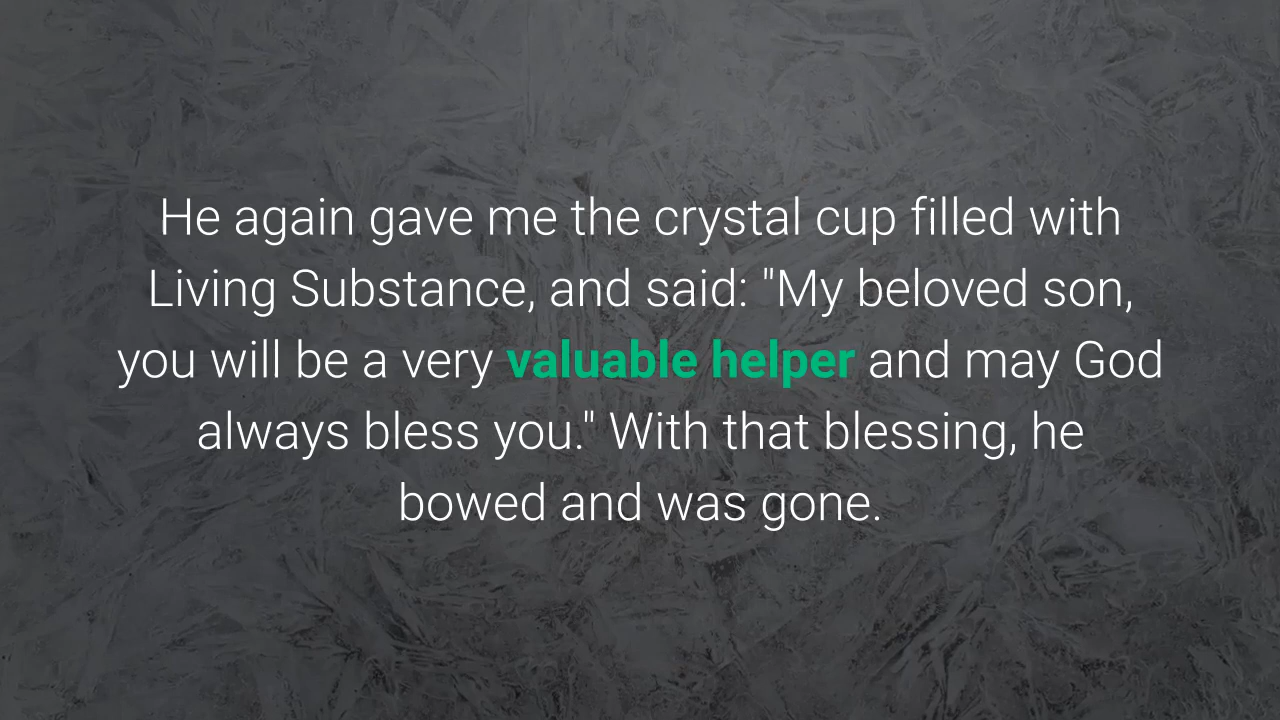 He again gave me the crystal cup filled with
Living Substance, and said: "My beloved son,
you will be a very valuable helper and may God
always bless you." With that blessing, he
bowed and was gone.